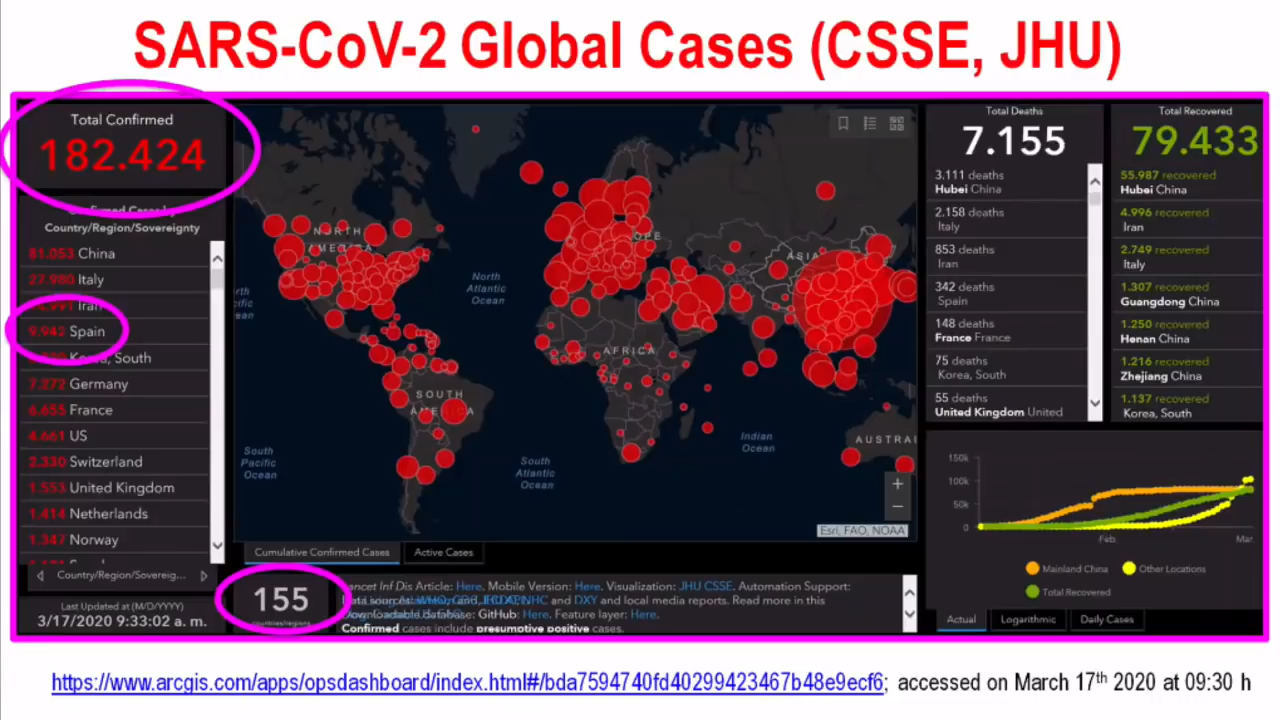 SARS-CoV-2 Global Cases (CSSE, JHU)
Total Confirmed
182.424
Country/Region/Sovereignty
81.053 China
27.980 Italy
Iran
9.942 Spain
Korea, South
7.272 Germany
6.655 France
4.661 US
2.330 Switzerland
1.553 United Kingdom
1.414 Netherlands
1.347 Norway
Country/Region/Sovereig...
Last Updated at (M/D/YYYY)
3/17/2020 9:33:02 a. m.
NORTH
AMERICA
North
Atlantic
Ocean
ASIA
AFRICA
SOUTH
AMERICA
South
Pacific
Ocean
South
Atlantic
Ocean
Indian
Ocean
AUSTRAL
+
−
Esri, FAO, NOAA
Cumulative Confirmed Cases
Active Cases
155
countries/regions
Lancet Inf Dis Article: Here. Mobile Version: Here. Visualization: JHU CSSE. Automation Support:
and DXY and local media reports. Read more in this
GitHub: Here. Feature layer: Here.
Confirmed cases include presumptive positive cases.
Total Deaths
7.155
3.111 deaths
Hubei China
2.158 deaths
Italy
853 deaths
Iran
342 deaths
Spain
148 deaths
France France
75 deaths
Korea, South
55 deaths
United Kingdom United
Total Recovered
79.433
55.987 recovered
Hubei China
4.996 recovered
Iran
2.749 recovered
Italy
1.307 recovered
Guangdong China
1.250 recovered
Henan China
1.216 recovered
Zhejiang China
1.137 recovered
Korea, South
150k
100k
50k
0
Feb.
Mar.
Mainland China
Other Locations
Total Recovered
Actual
Logarithmic
Daily Cases
https://www.arcgis.com/apps/opsdashboard/index.html#/bda7594740fd40299423467b48e9ecf6; accessed on March 17th 2020 at 09:30 h